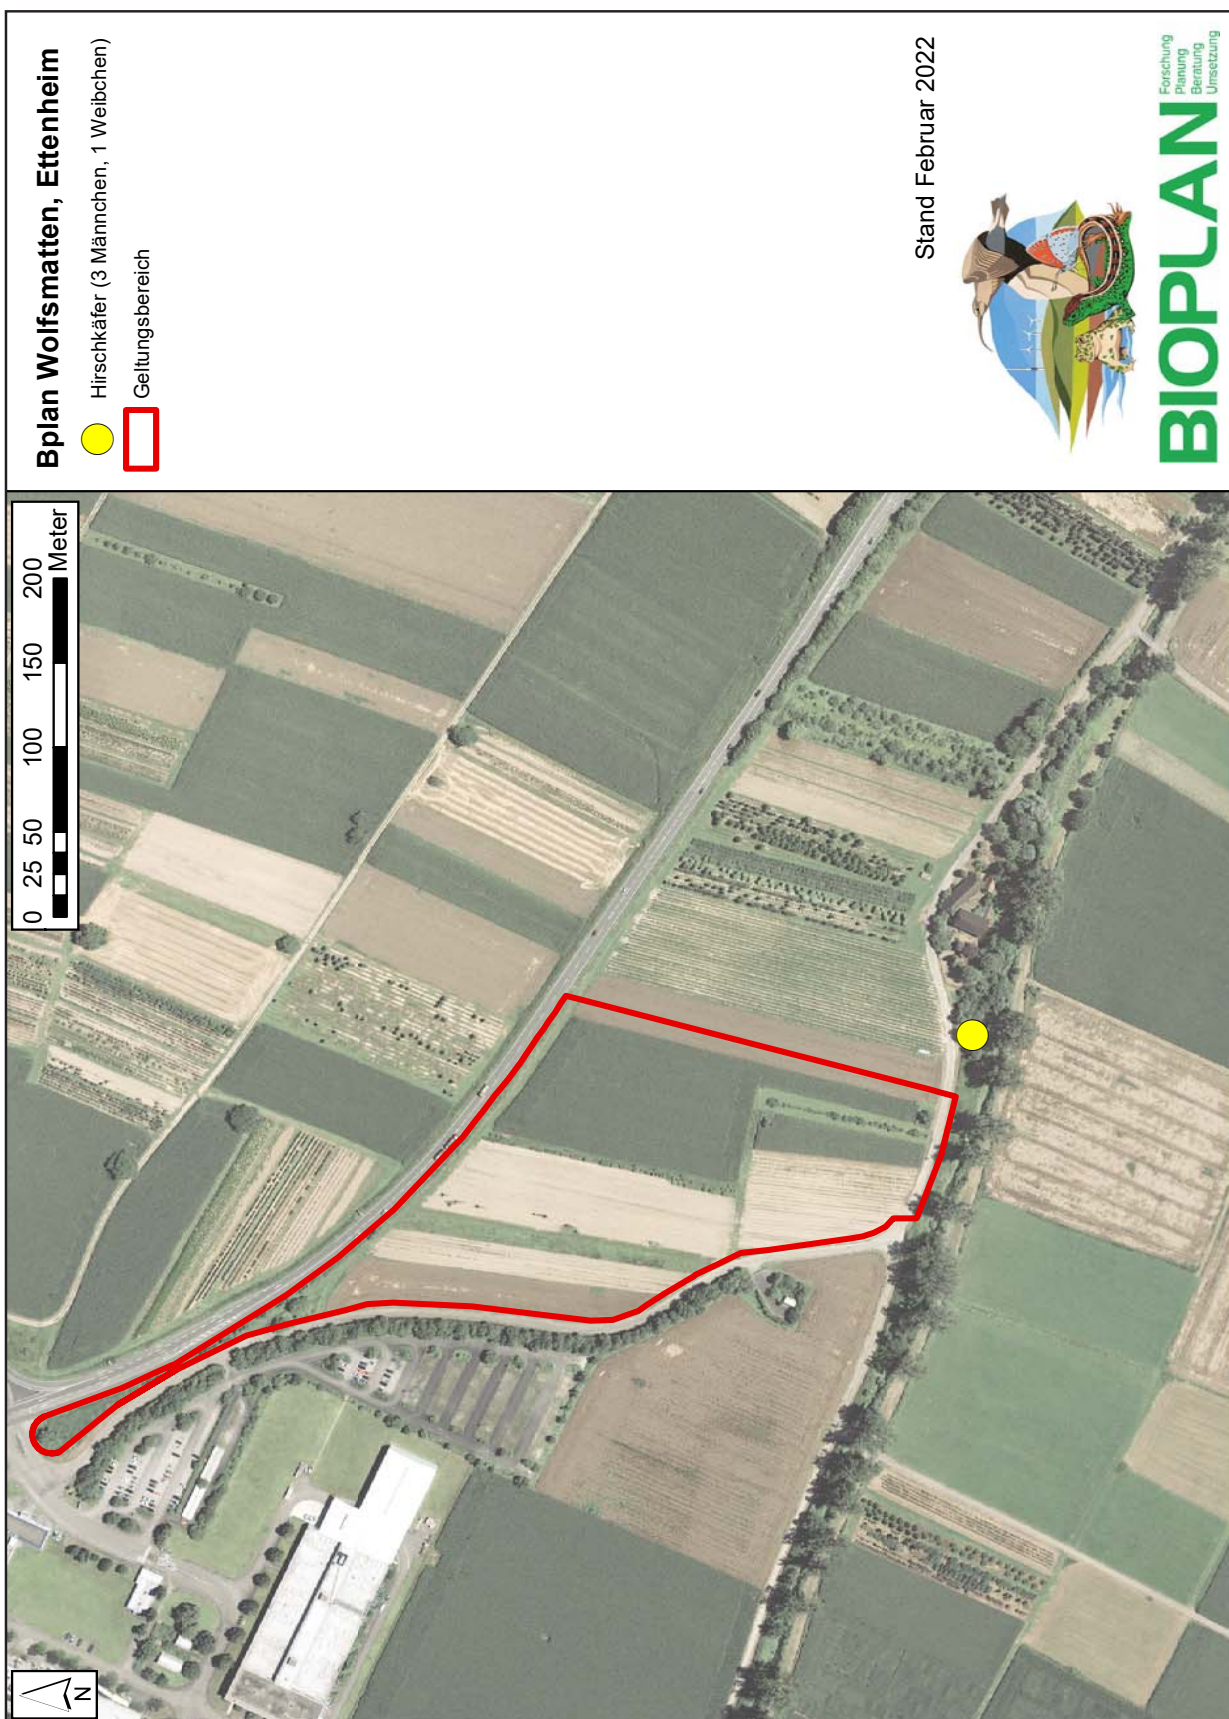 Bplan Wolfsmatten, Ettenheim
Hirschkäfer (3 Männchen, 1 Weibchen)
Geltungsbereich
Stand Februar 2022
BIOPLAN
Forschung
Planung
Beratung
Umsetzung
0 25 50 100 150 200
Meter
N